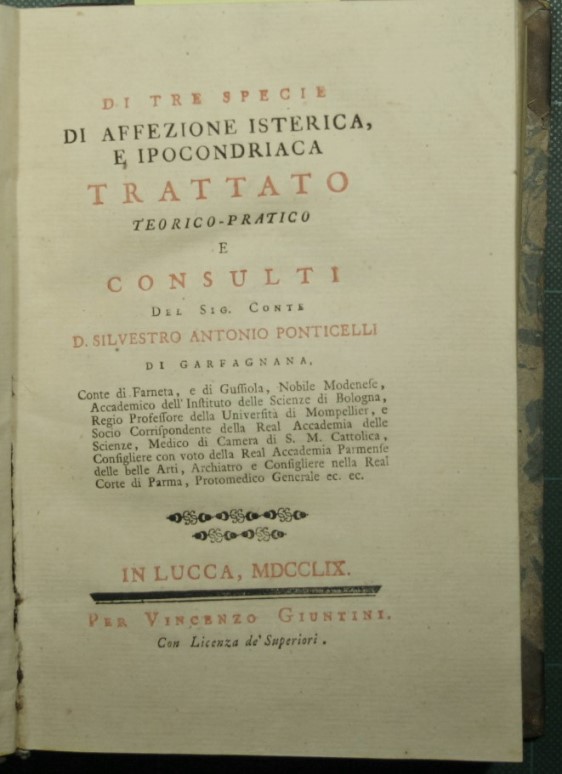 DI TRE SPECIE
DI AFFEZIONE ISTERICA,
E IPOCONDRIACA
TRATTATO
TEORICO-PRATICO
E
CONSULTI
DEL SIG. CONTE
D. SILVESTRO ANTONIO PONTICELLI
DI GARFAGNANA,
Conte di Farneta, e di Guſſiola, Nobile Modeneſe,
Accademico dell' Inſtituto delle Scienze di Bologna,
Regio Profeſſore della Univerſità di Mompellier, e
Socio Corriſpondente della Real Accademia delle
Scienze, Medico di Camera di S. M. Cattolica,
Conſigliere con voto della Real Accademia Parmenſe
delle belle Arti, Archiatro e Conſigliere nella Real
Corte di Parma, Protomedico Generale ec. ec.
IN LUCCA, MDCCLIX.
PER VINCENZO GIUNTINI.
Con Licenza de' Superiori.